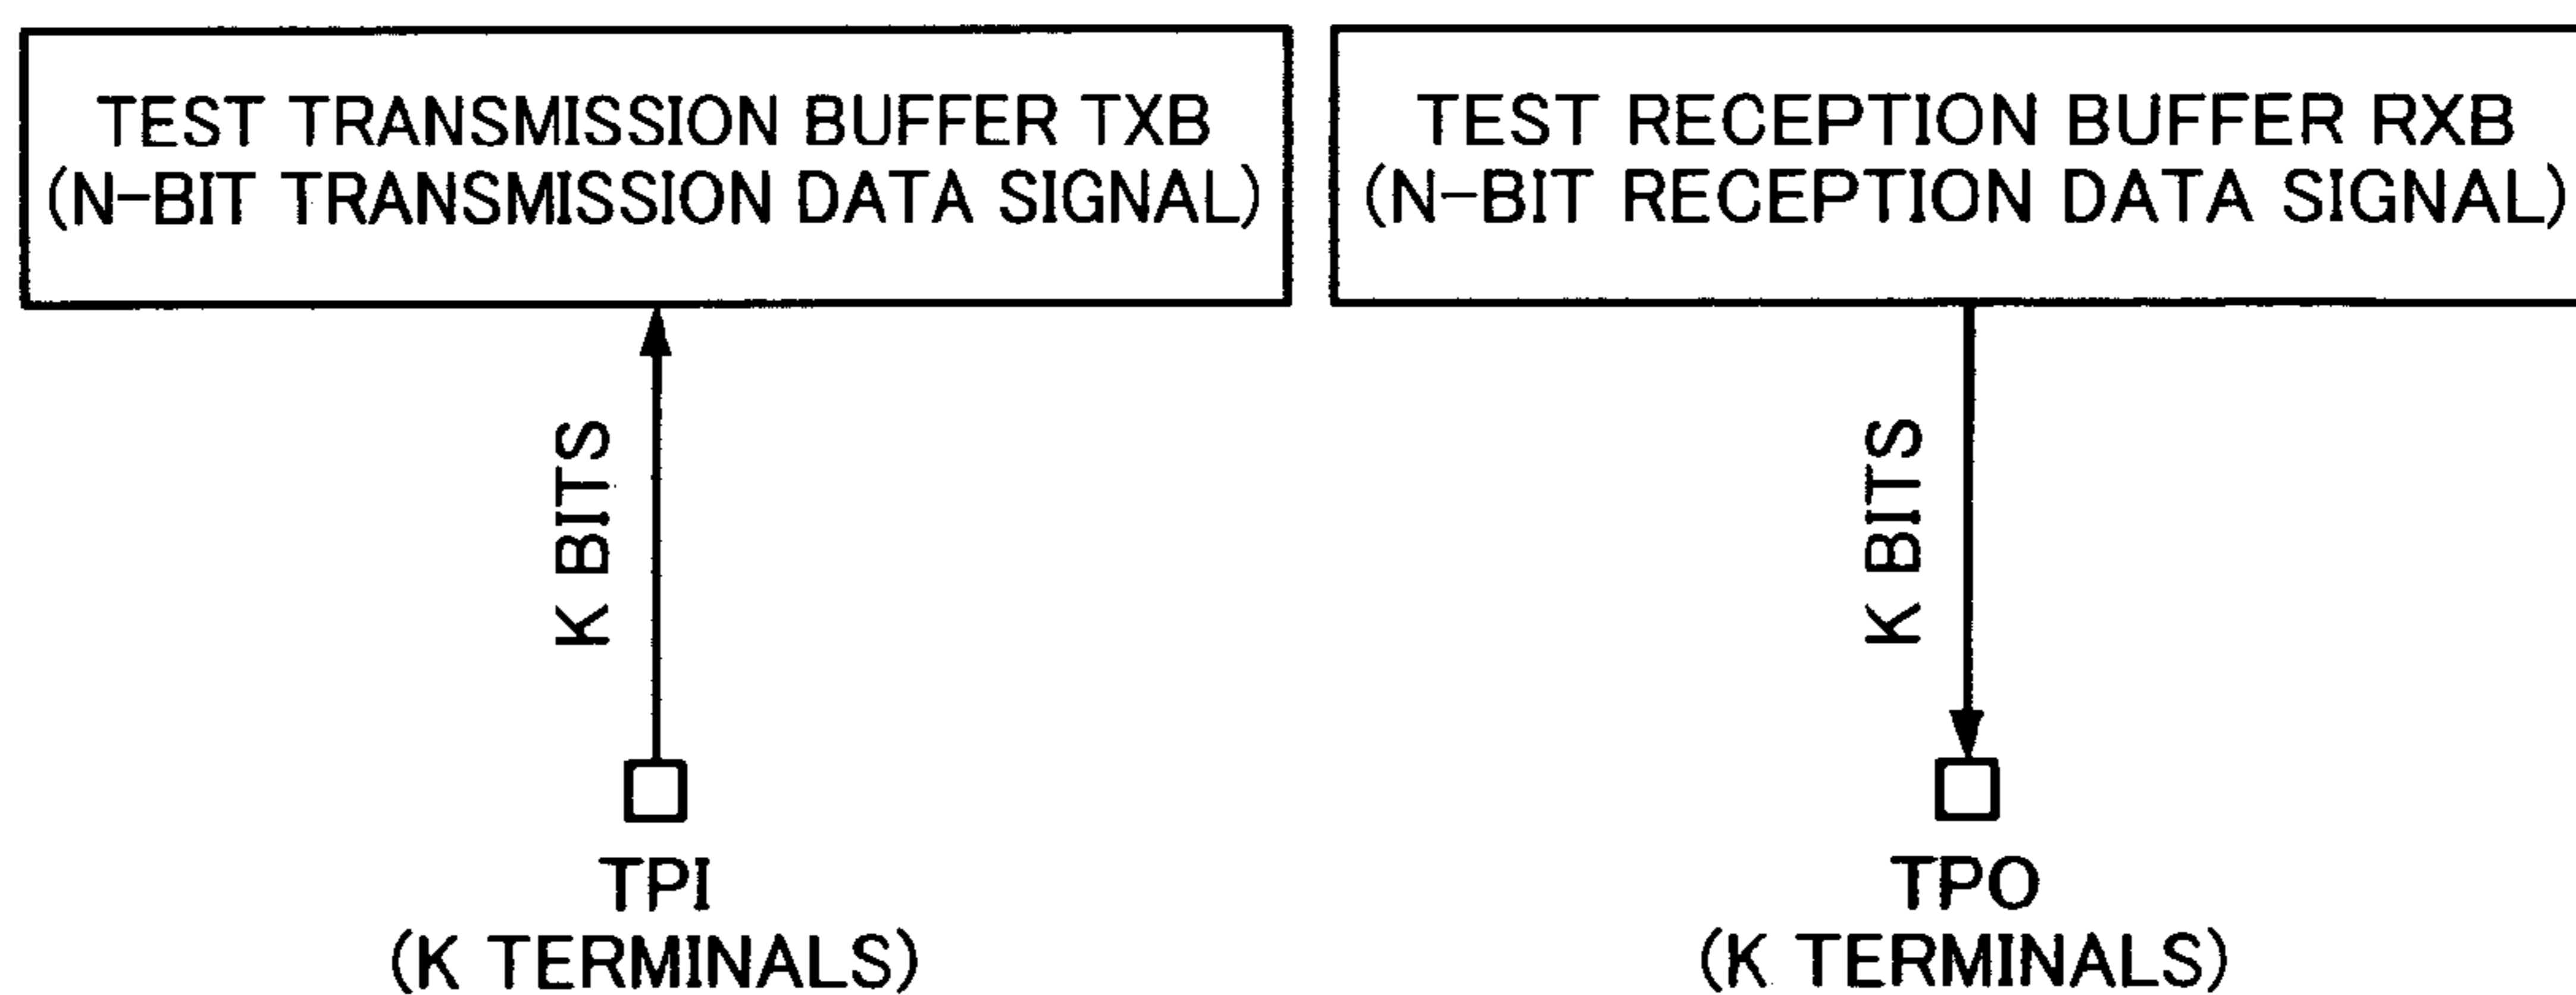 TEST TRANSMISSION BUFFER TXB
(N-BIT TRANSMISSION DATA SIGNAL)
TEST RECEPTION BUFFER RXB
(N-BIT RECEPTION DATA SIGNAL)
K BITS
K BITS
TPI
(K TERMINALS)
TPO
(K TERMINALS)